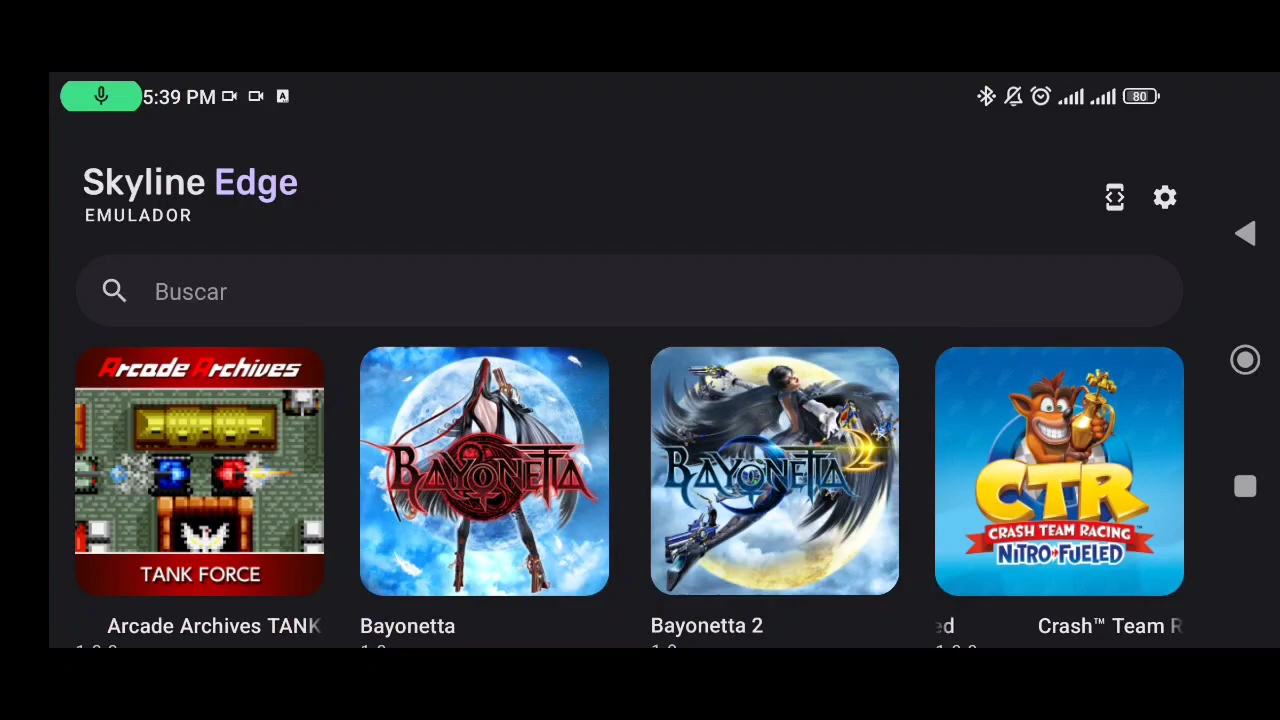 5:39 PM
80
Skyline Edge
EMULADOR
Buscar
Arcade Archives
TANK FORCE
BAYONETTA
BAYONETTA 2
CTR
CRASH TEAM RACING™
NITRO FUELED
Arcade Archives TANK
Bayonetta
Bayonetta 2
ed Crash™ Team R